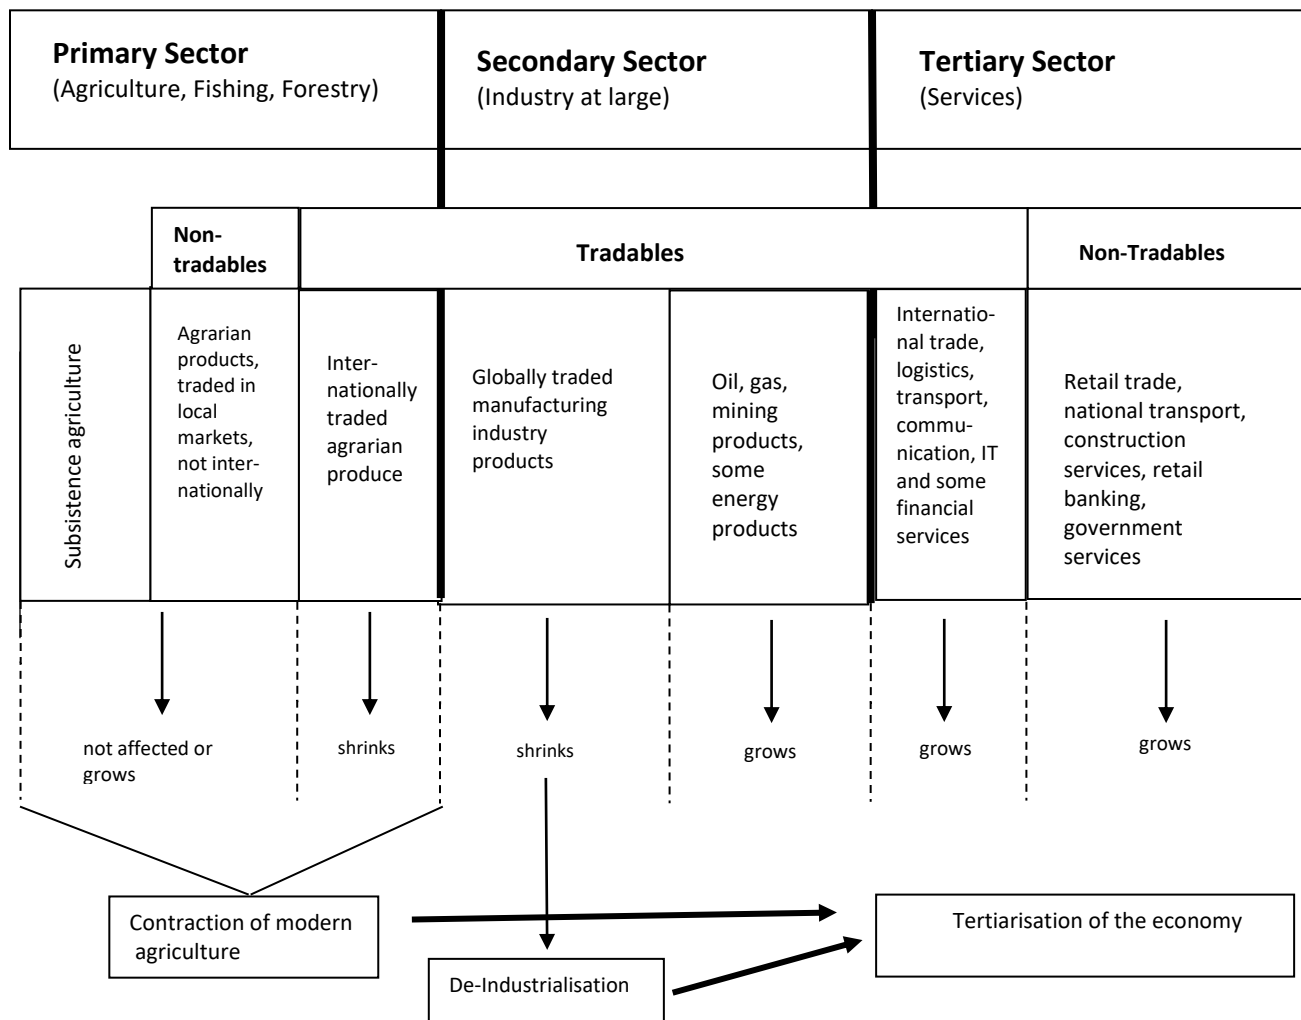 Primary Sector
(Agriculture, Fishing, Forestry)
Secondary Sector
(Industry at large)
Tertiary Sector
(Services)
Non-
tradables
Tradables
Non-Tradables
Subsistence agriculture
Agrarian
products,
traded in
local
markets,
not inter-
nationally
Inter-
nationally
traded
agrarian
produce
Globally traded
manufacturing
industry
products
Oil, gas,
mining
products,
some
energy
products
Internatio-
nal trade,
logistics,
transport,
commu-
nication, IT
and some
financial
services
Retail trade,
national transport,
construction
services, retail
banking,
government
services
not affected or
grows
shrinks
shrinks
grows
grows
grows
Contraction of modern
agriculture
De-Industrialisation
Tertiarisation of the economy